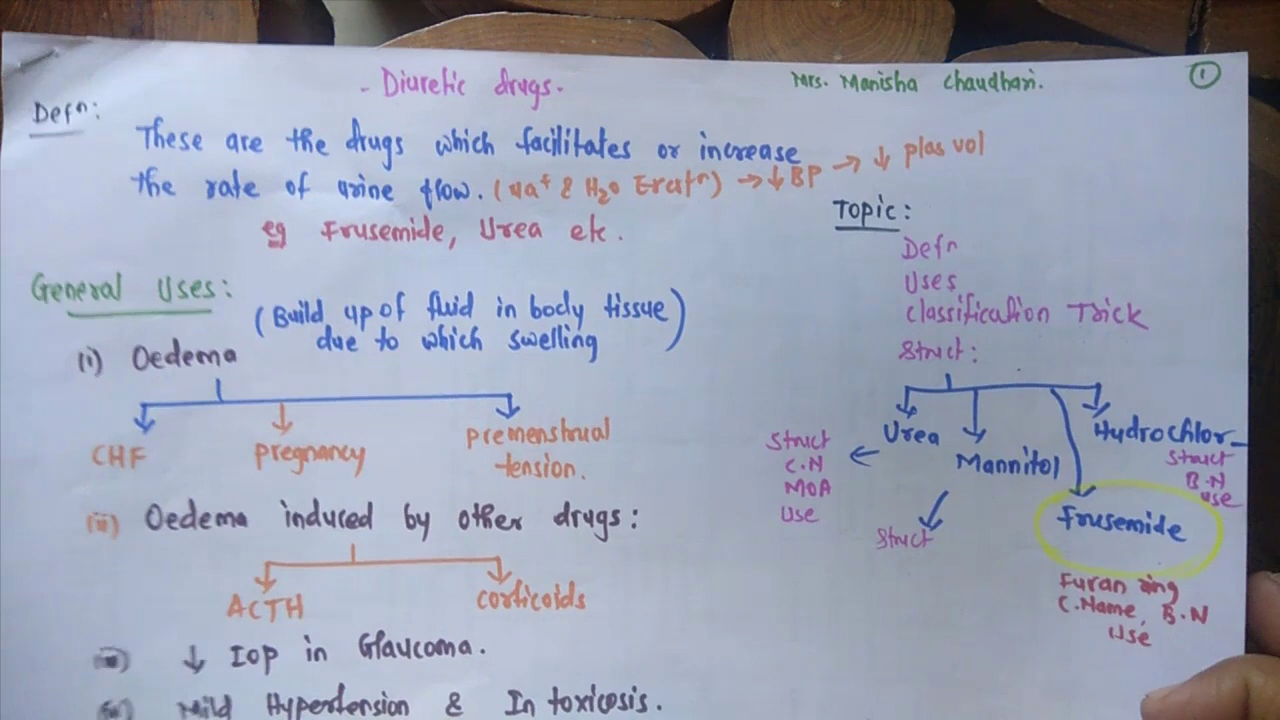 - Diuretic drugs.
Mrs. Manisha Chaudhari.
1
Defn:
These are the drugs which facilitates or increase
the rate of urine flow. (Na+ & H2O Excretn) → ↓ BP → ↓ plas vol
eg Frusemide, Urea etc.
General Uses:
(Build up of fluid in body tissue
due to which swelling)
(i) Oedema
CHF
pregnancy
premenstrual
tension.
(ii) Oedema induced by other drugs:
ACTH
corticoids
(iii) ↓ IOP in Glaucoma.
(iv) Mild Hypertension & In toxicosis.
Topic:
Defn
Uses
Classification Trick
Struct:
Urea
Struct
C.N
MOA
Use
Mannitol
Struct
Frusemide
Furan ring
C.Name, B.N
Use
Hydrochlor-
Struct
B.N
Use